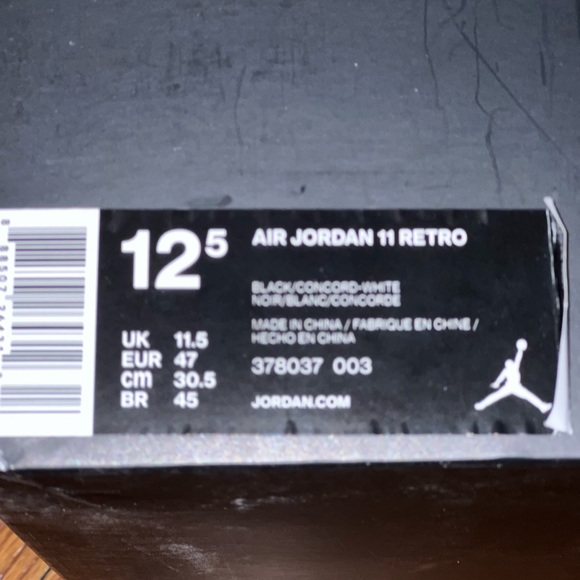 12⁵
AIR JORDAN 11 RETRO
BLACK/CONCORD-WHITE
NOIR/BLANC/CONCORDE
MADE IN CHINA / FABRIQUE EN CHINE /
HECHO EN CHINA
378037 003
JORDAN.COM
UK 11.5
EUR 47
cm 30.5
BR 45